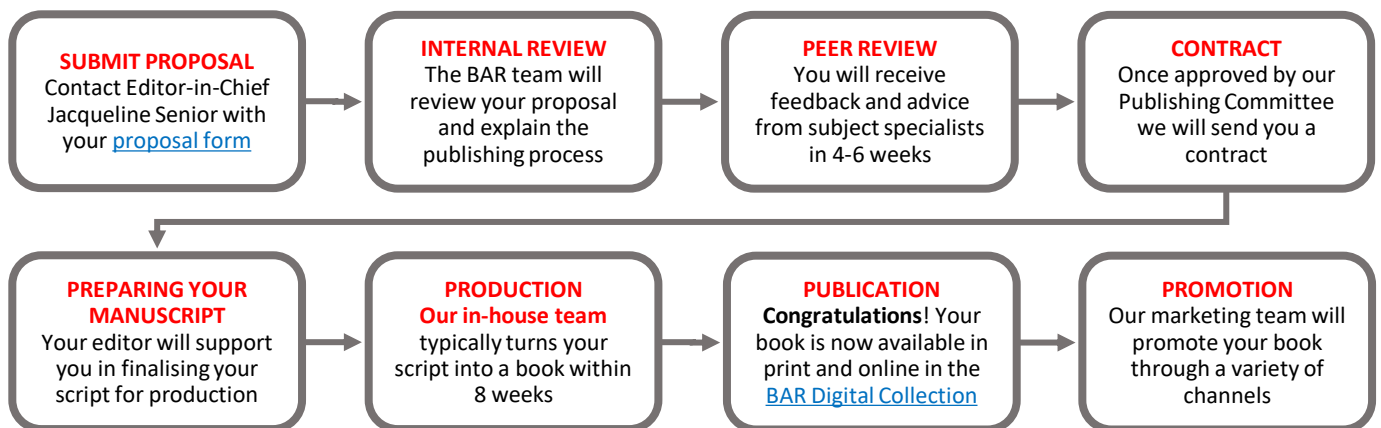 SUBMIT PROPOSAL
Contact Editor-in-Chief
Jacqueline Senior with
your proposal form
INTERNAL REVIEW
The BAR team will
review your proposal
and explain the
publishing process
PEER REVIEW
You will receive
feedback and advice
from subject specialists
in 4-6 weeks
CONTRACT
Once approved by our
Publishing Committee
we will send you a
contract
PREPARING YOUR
MANUSCRIPT
Your editor will support
you in finalising your
script for production
PRODUCTION
Our in-house team
typically turns your
script into a book within
8 weeks
PUBLICATION
Congratulations! Your
book is now available in
print and online in the
BAR Digital Collection
PROMOTION
Our marketing team will
promote your book
through a variety of
channels